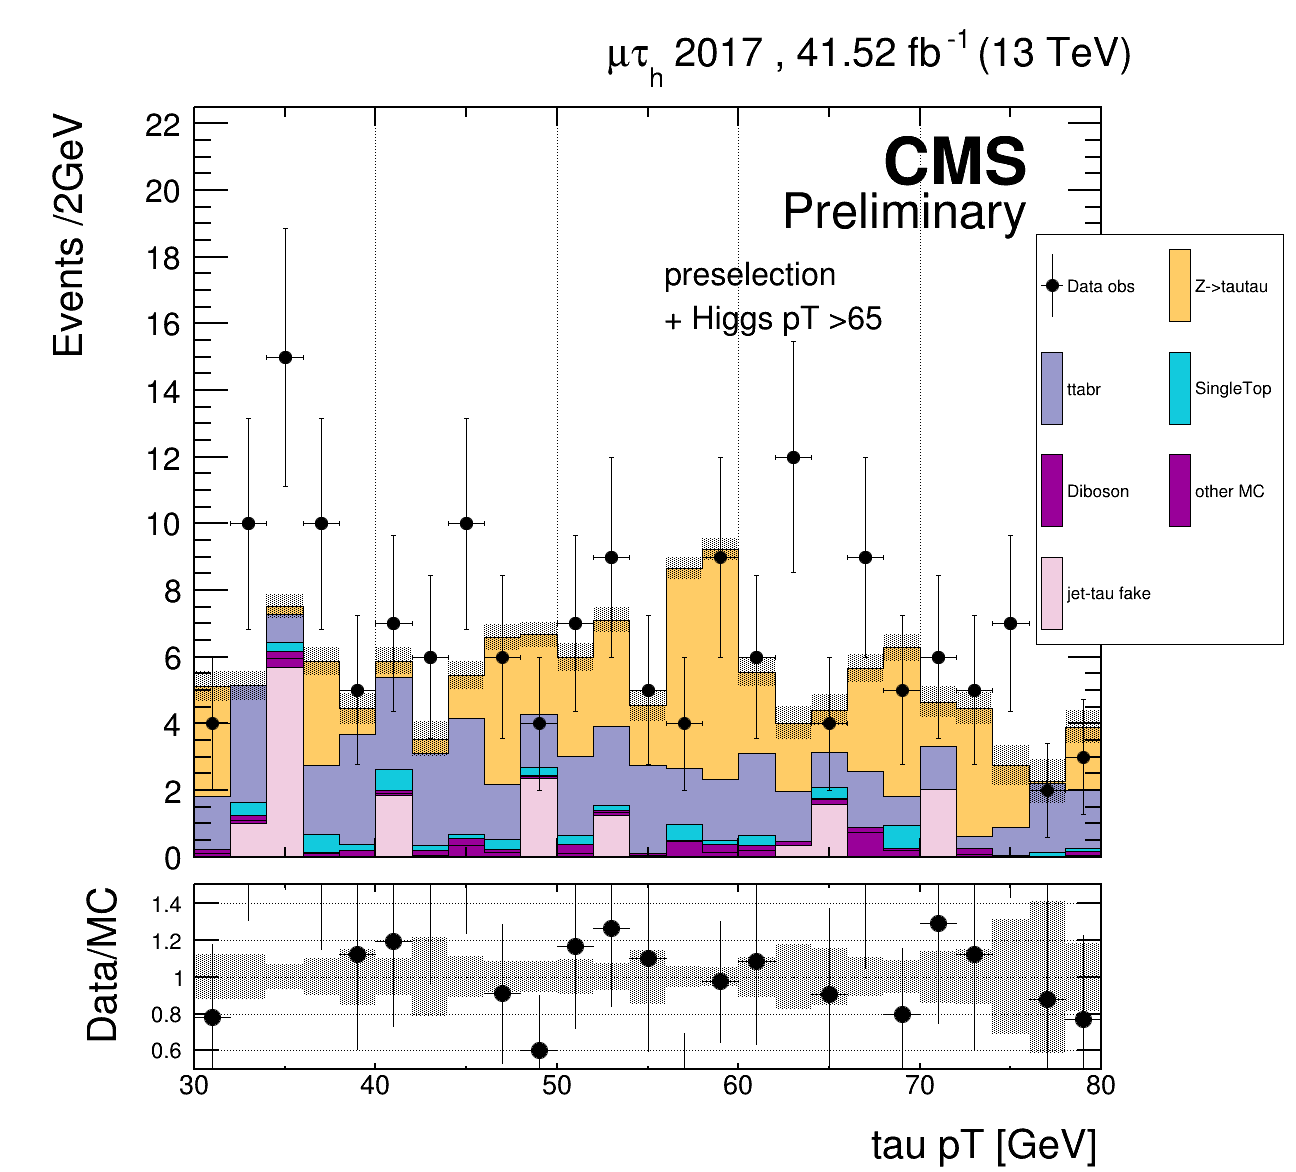 μτh 2017 , 41.52 fb-1 (13 TeV)
Events /2GeV
22
20
18
16
14
12
10
8
6
4
2
0
CMS
Preliminary
preselection
+ Higgs pT >65
Data obs
Z->tautau
ttabr
SingleTop
Diboson
other MC
jet-tau fake
Data/MC
1.4
1.2
1
0.8
0.6
30 40 50 60 70 80
tau pT [GeV]